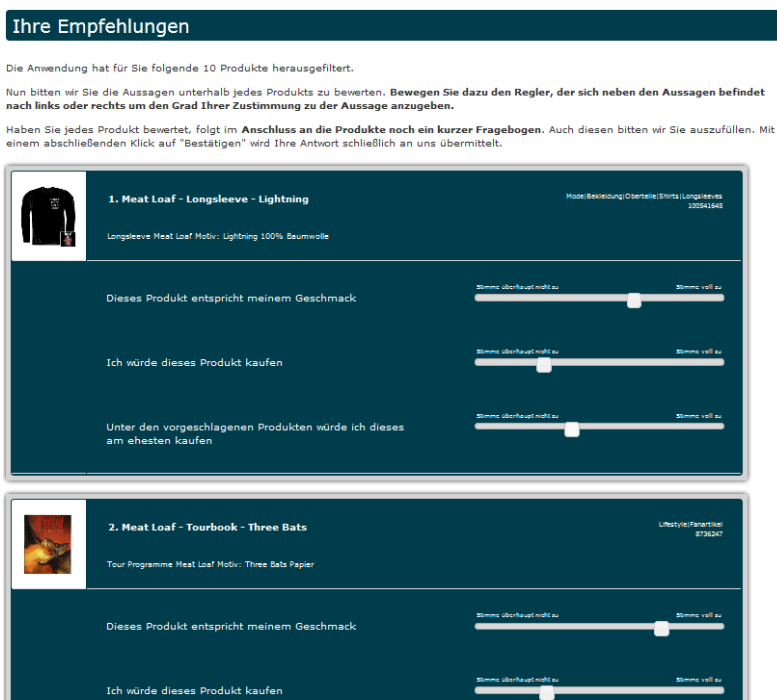 Ihre Empfehlungen
Die Anwendung hat für Sie folgende 10 Produkte herausgefiltert.
Nun bitten wir Sie die Aussagen unterhalb jedes Produkts zu bewerten. Bewegen Sie dazu den Regler, der sich neben den Aussagen befindet
nach links oder rechts um den Grad Ihrer Zustimmung zu der Aussage anzugeben.
Haben Sie jedes Produkt bewertet, folgt im Anschluss an die Produkte noch ein kurzer Fragebogen. Auch diesen bitten wir Sie auszufüllen. Mit
einem abschließenden Klick auf "Bestätigen" wird Ihre Antwort schließlich an uns übermittelt.
1. Meat Loaf - Longsleeve - Lightning
Mode|Bekleidung|Oberteile|Shirts|Longsleeves
100541645
Longsleeve Meat Loaf Motiv: Lightning 100% Baumwolle
Stimme überhaupt nicht zu Stimme voll zu
Dieses Produkt entspricht meinem Geschmack
Stimme überhaupt nicht zu Stimme voll zu
Ich würde dieses Produkt kaufen
Stimme überhaupt nicht zu Stimme voll zu
Unter den vorgeschlagenen Produkten würde ich dieses
am ehesten kaufen
2. Meat Loaf - Tourbook - Three Bats
Lifestyle|Fanartikel
8736247
Tour Programme Meat Loaf Motiv: Three Bats Papier
Stimme überhaupt nicht zu Stimme voll zu
Dieses Produkt entspricht meinem Geschmack
Stimme überhaupt nicht zu Stimme voll zu
Ich würde dieses Produkt kaufen